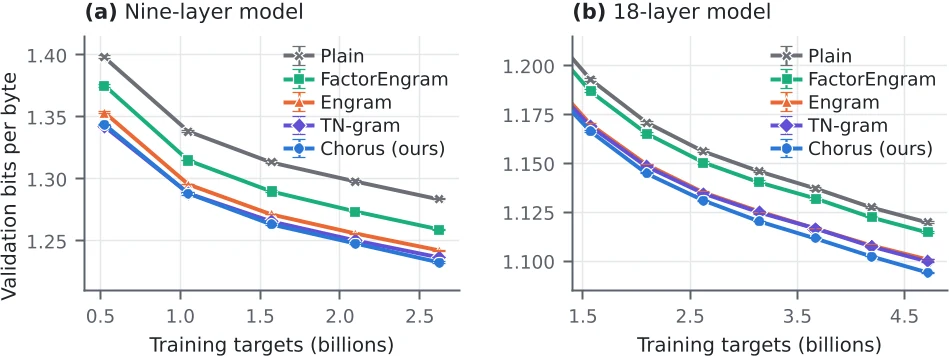 (a) Nine-layer model
Validation bits per byte
1.40
1.35
1.30
1.25
0.5 1.0 1.5 2.0 2.5
Training targets (billions)
Plain
FactorEngram
Engram
TN-gram
Chorus (ours)
(b) 18-layer model
1.200
1.175
1.150
1.125
1.100
1.5 2.5 3.5 4.5
Training targets (billions)
Plain
FactorEngram
Engram
TN-gram
Chorus (ours)